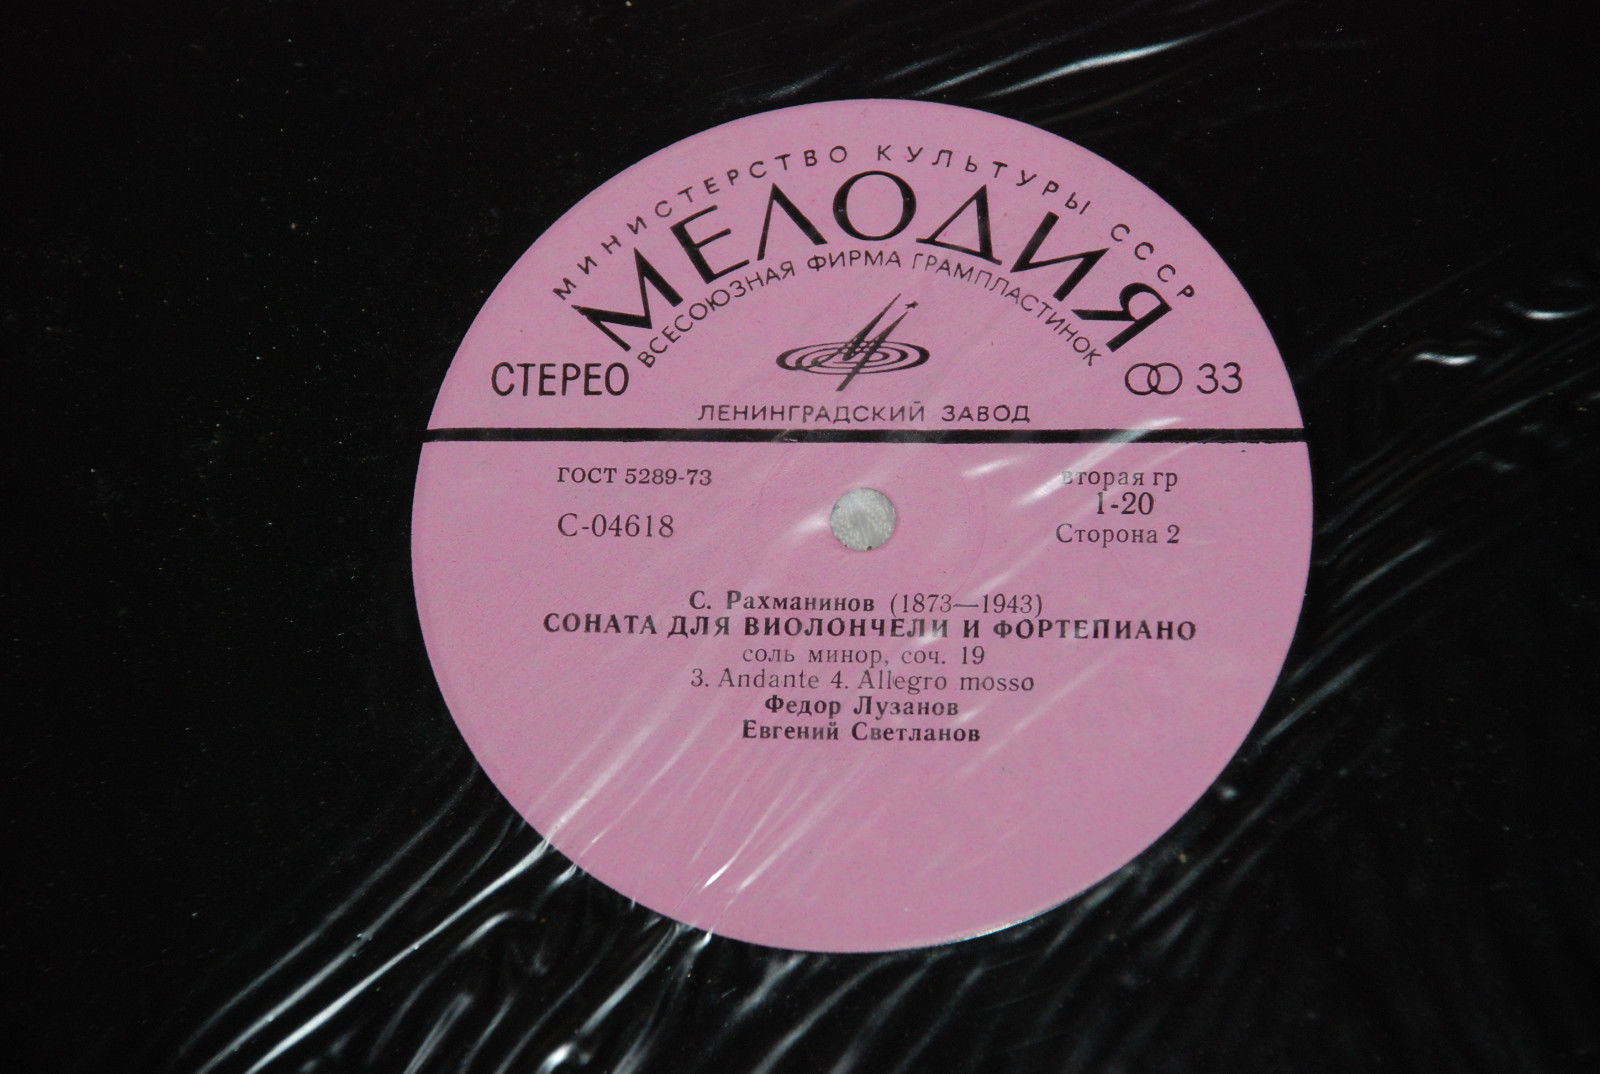 МИНИСТЕРСТВО КУЛЬТУРЫ СССР
МЕЛОДИЯ
ВСЕСОЮЗНАЯ ФИРМА ГРАМПЛАСТИНОК
СТЕРЕО
33
ЛЕНИНГРАДСКИЙ ЗАВОД
ГОСТ 5289-73
вторая гр
1-20
С-04618
Сторона 2
С. Рахманинов (1873—1943)
СОНАТА ДЛЯ ВИОЛОНЧЕЛИ И ФОРТЕПИАНО
соль минор, соч. 19
3. Andante 4. Allegro mosso
Федор Лузанов
Евгений Светланов